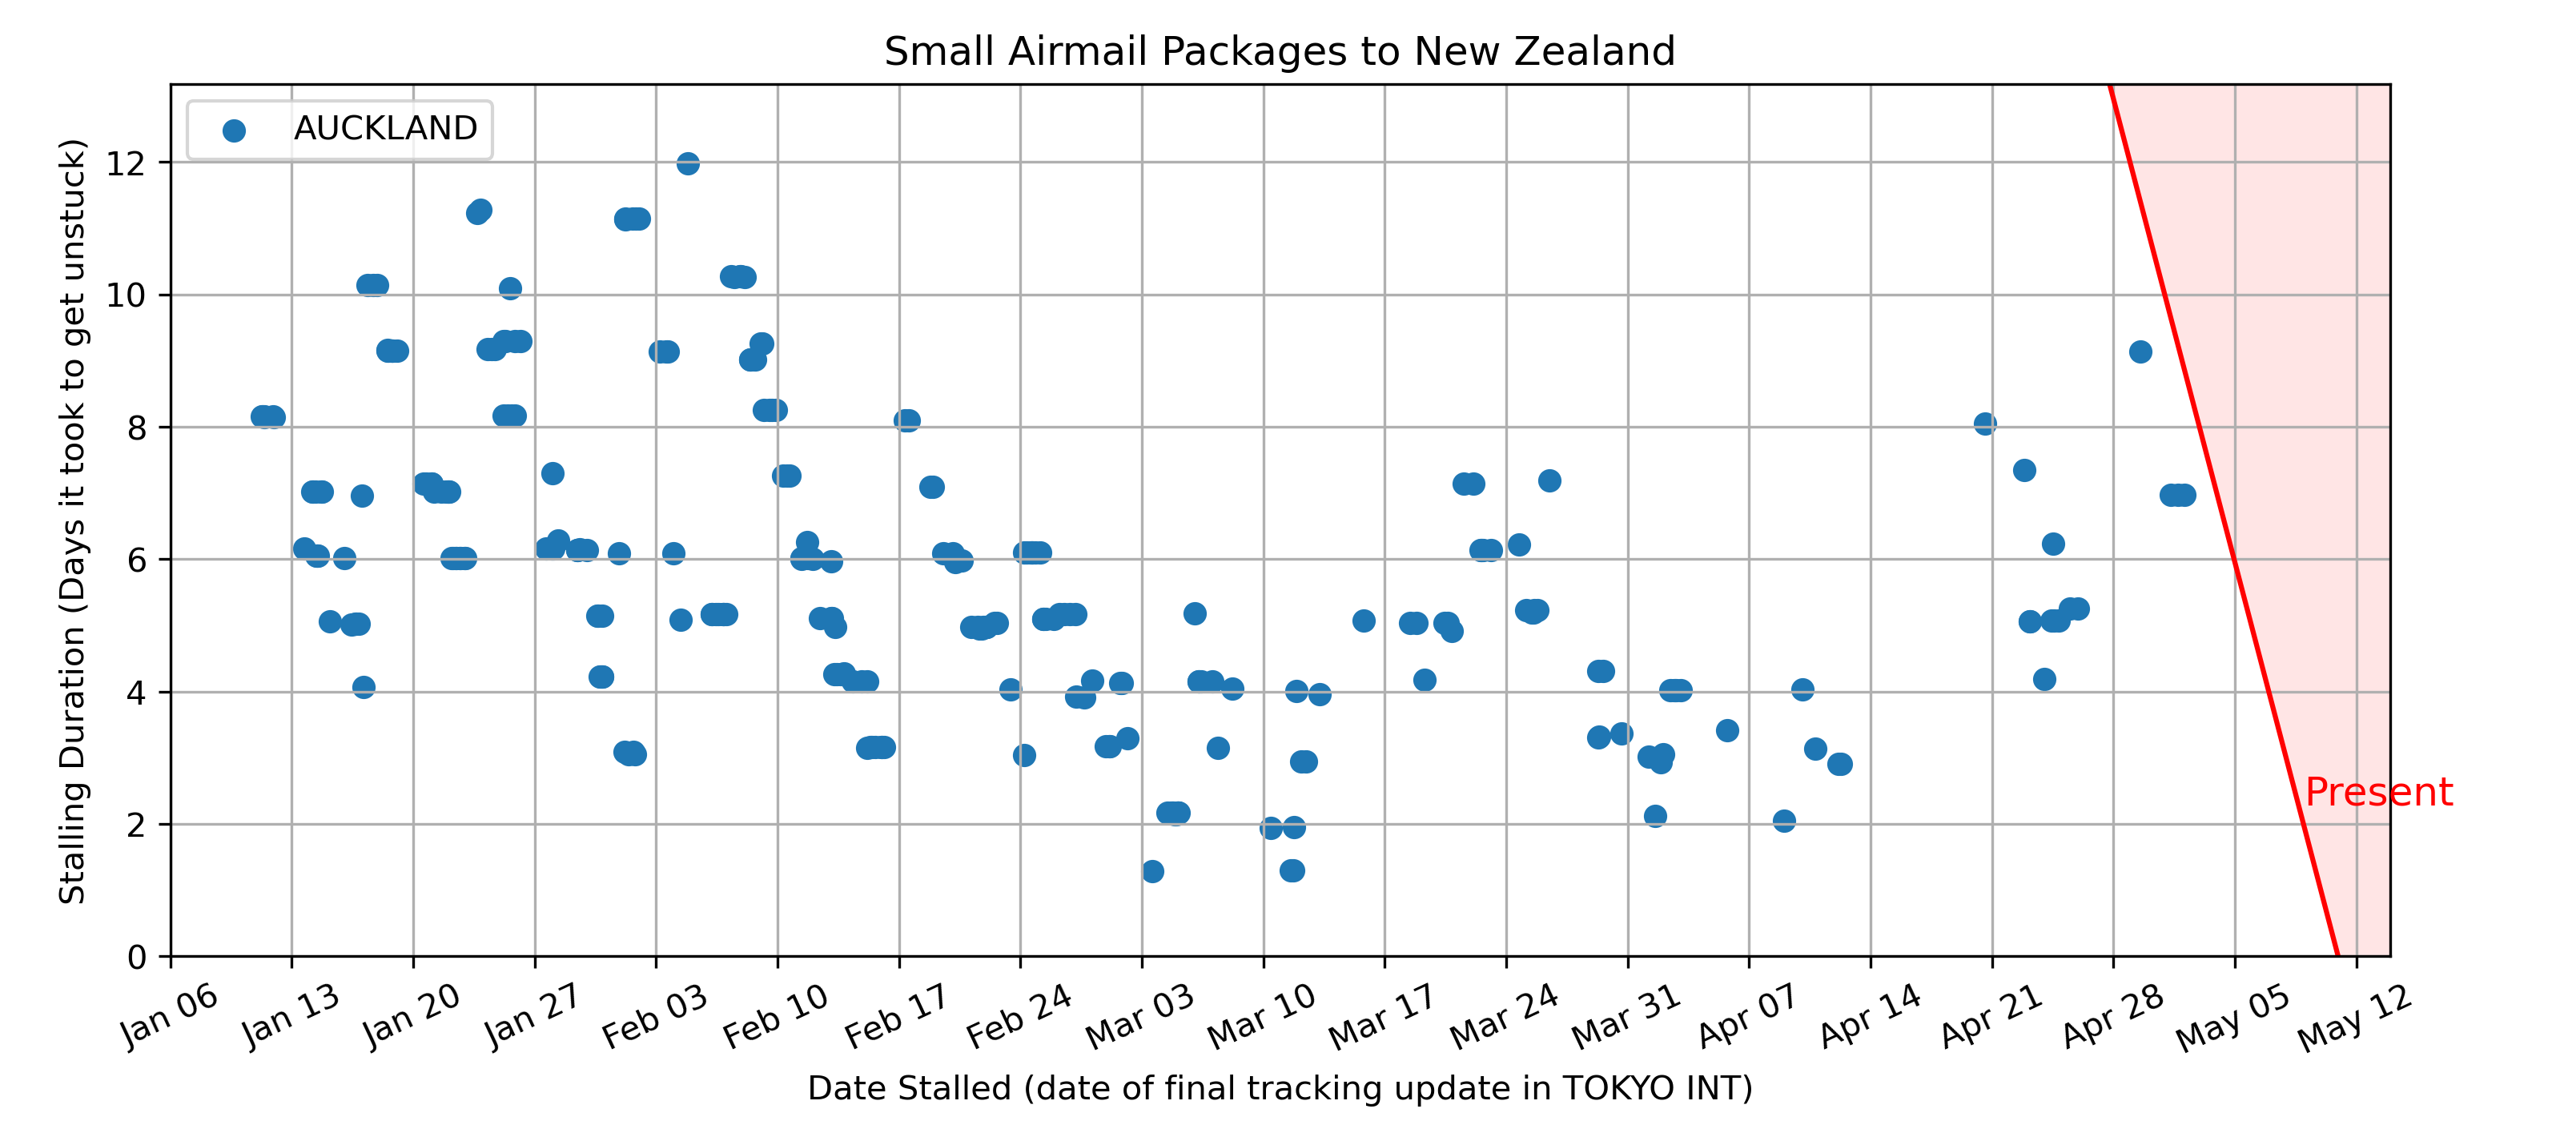 Small Airmail Packages to New Zealand
AUCKLAND
Stalling Duration (Days it took to get unstuck)
12
10
8
6
4
2
0
Present
Jan 06
Jan 13
Jan 20
Jan 27
Feb 03
Feb 10
Feb 17
Feb 24
Mar 03
Mar 10
Mar 17
Mar 24
Mar 31
Apr 07
Apr 14
Apr 21
Apr 28
May 05
May 12
Date Stalled (date of final tracking update in TOKYO INT)